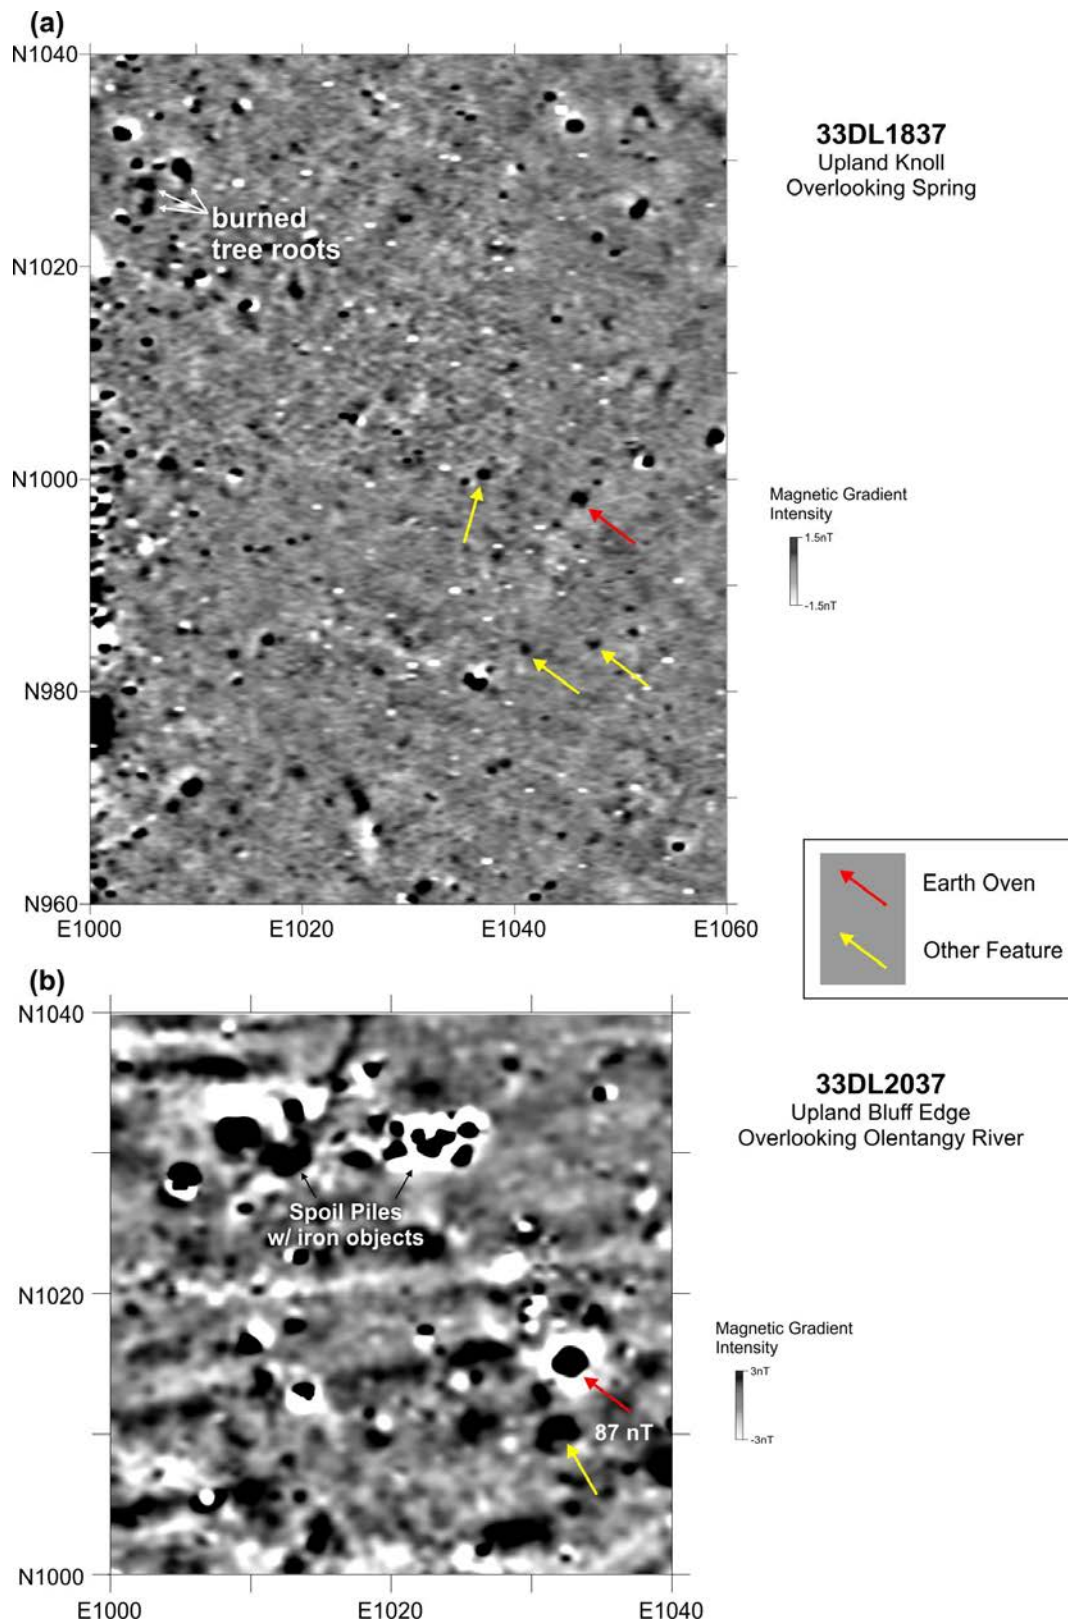 (a)
N1040
33DL1837
Upland Knoll
Overlooking Spring
burned
tree roots
N1020
N1000
Magnetic Gradient
Intensity
1.5nT
-1.5nT
N980
N960
E1000
E1020
E1040
E1060
Earth Oven
Other Feature
(b)
N1040
33DL2037
Upland Bluff Edge
Overlooking Olentangy River
Spoil Piles
w/ iron objects
N1020
Magnetic Gradient
Intensity
3nT
-3nT
87 nT
N1000
E1000
E1020
E1040